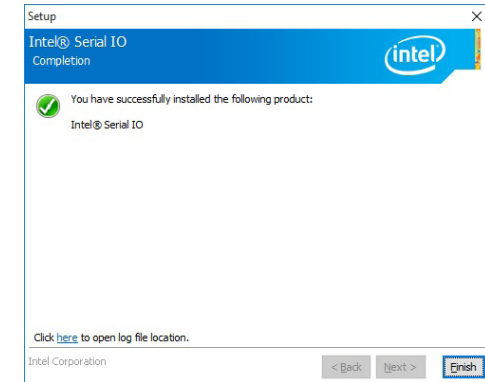 Setup
Intel® Serial IO
Completion
intel
You have successfully installed the following product:
Intel® Serial IO
Click here to open log file location.
Intel Corporation
< Back Next > Finish